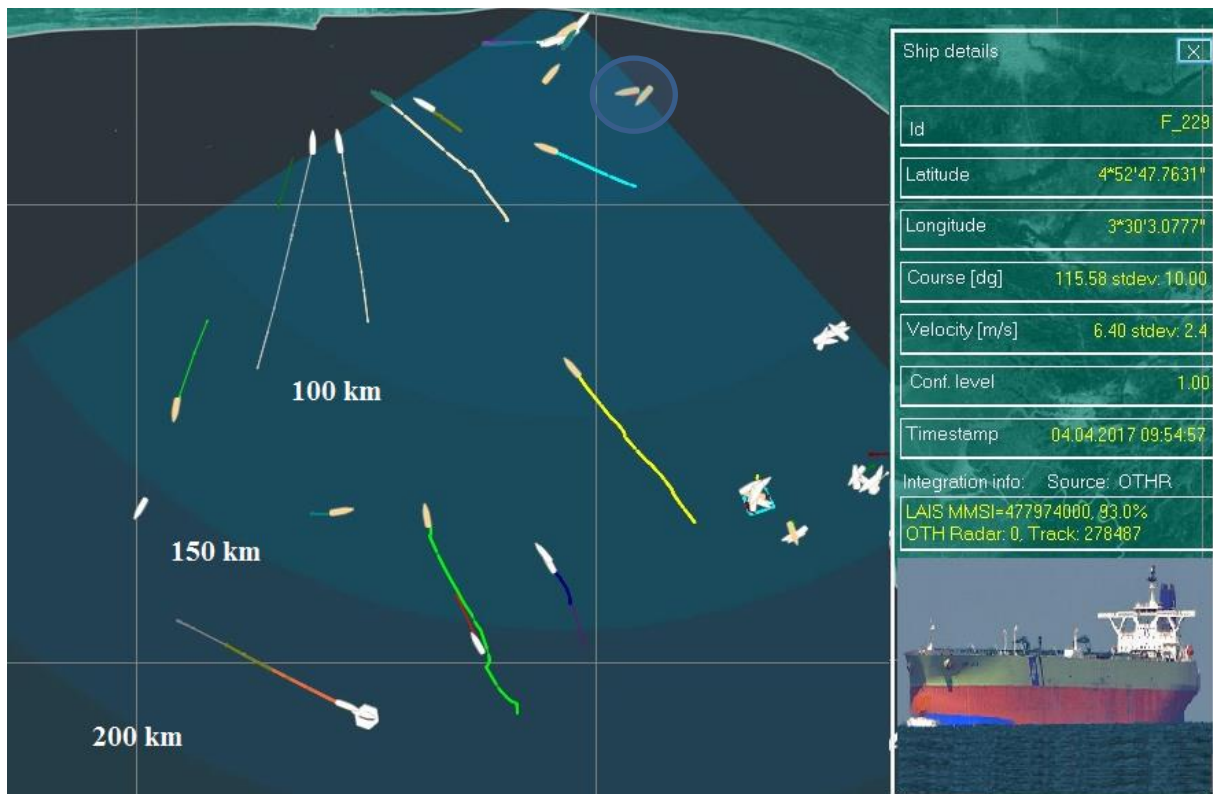 100 km
150 km
200 km
Ship details
X
Id F_229
Latitude 4*52'47.7631"
Longitude 3*30'3.0777"
Course [dg] 115.58 stdev: 10.00
Velocity [m/s] 6.40 stdev: 2.4
Conf. level 1.00
Timestamp 04.04.2017 09:54:57
Integration info: Source: OTHR
LAIS MMSI=477974000, 93.0%
OTH Radar: 0, Track: 278487